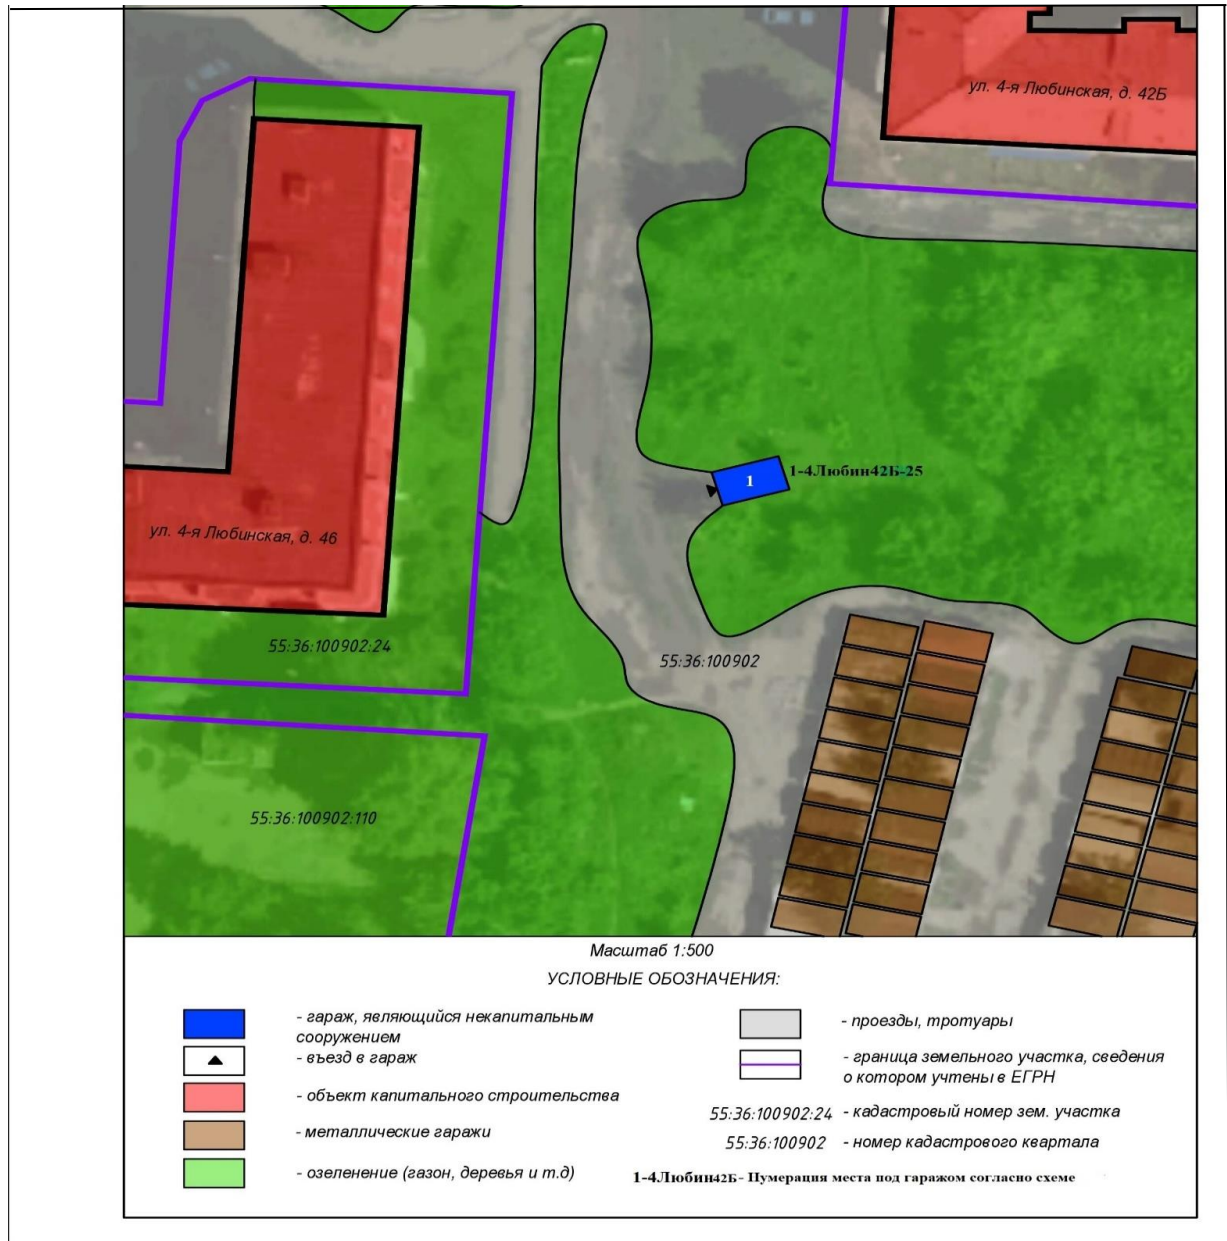 ул. 4-я Любинская, д. 42Б
1-4Любин42Б-25
1
ул. 4-я Любинская, д. 46
55:36:100902:24
55:36:100902
55:36:100902:110
Масштаб 1:500
УСЛОВНЫЕ ОБОЗНАЧЕНИЯ:
- гараж, являющийся некапитальным
сооружением
- въезд в гараж
- объект капитального строительства
- металлические гаражи
- озеленение (газон, деревья и т.д)
- проезды, тротуары
- граница земельного участка, сведения
о котором учтены в ЕГРН
55:36:100902:24 - кадастровый номер зем. участка
55:36:100902 - номер кадастрового квартала
1-4Любин42Б- Пумерация места под гаражом согласно схеме